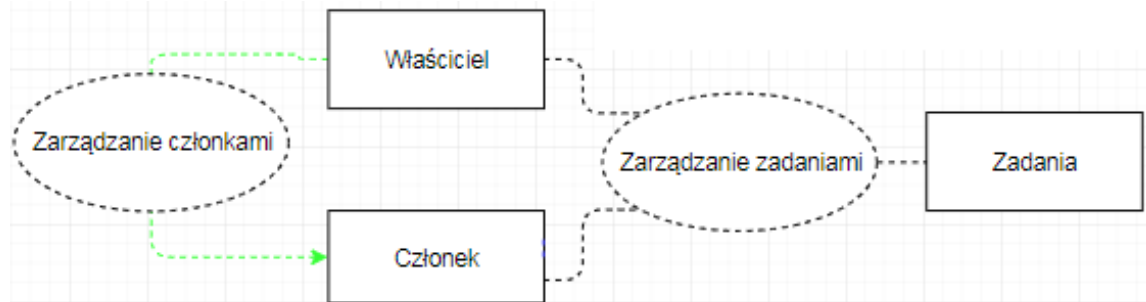 Właściciel
Zarządzanie członkami
Zarządzanie zadaniami
Zadania
Członek